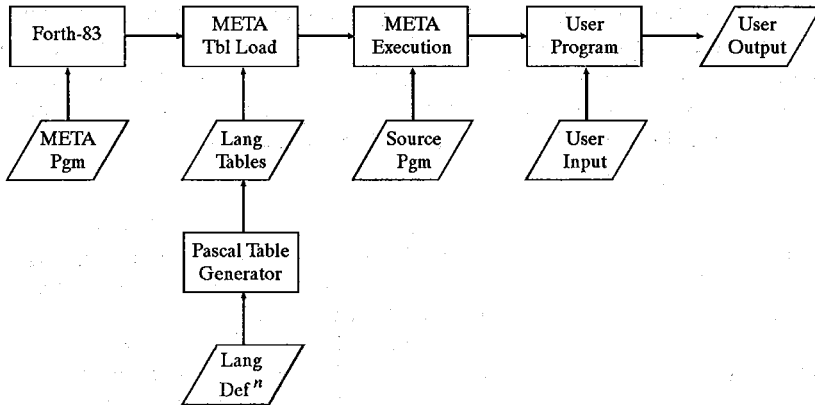 Forth-83
META
Tbl Load
META
Execution
User
Program
User
Output
META
Pgm
Lang
Tables
Source
Pgm
User
Input
Pascal Table
Generator
Lang
Def n